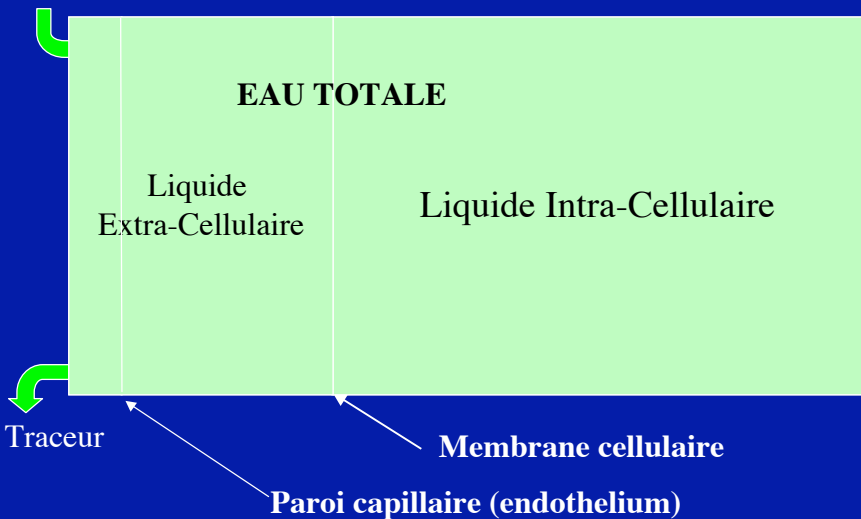 EAU TOTALE
Liquide
Extra-Cellulaire
Liquide Intra-Cellulaire
Traceur
Membrane cellulaire
Paroi capillaire (endothelium)